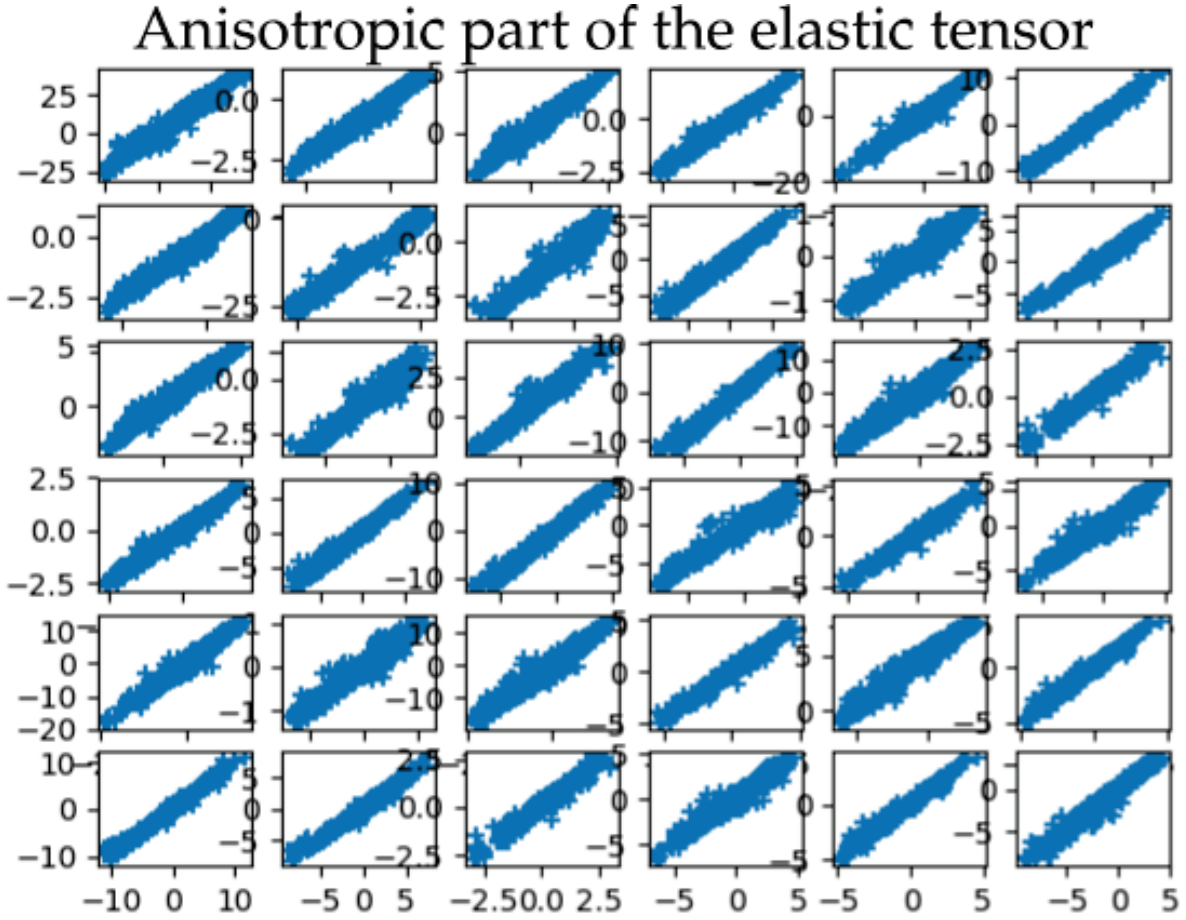 Anisotropic part of the elastic tensor
25 0.0 5 0.0 0 10
0 −2.5 0 −2.5 −20 0
−25 −10
0.0 0 0.0 5 1 5
−2.5 −25 −2.5 0 0 0
−5 −1 −5
5 0.0 25 10 10 2.5
0 −2.5 0 0 0 0.0
−10 −10 −2.5
2.5 5 10 5 5
0.0 0 0 0 0 0
−2.5 −5 −10 −5 −5
10 10 5
0 0 0 0 0
−10 −1 −10 −5 −5
−20
10 5 2.5 5 0
0 0 0.0 0 −5
−10 −5 −2.5 −5
−10 0 10 −5 0 5 −2.5 0.0 2.5 −5 0 5 −5 0 5 −5 0 5